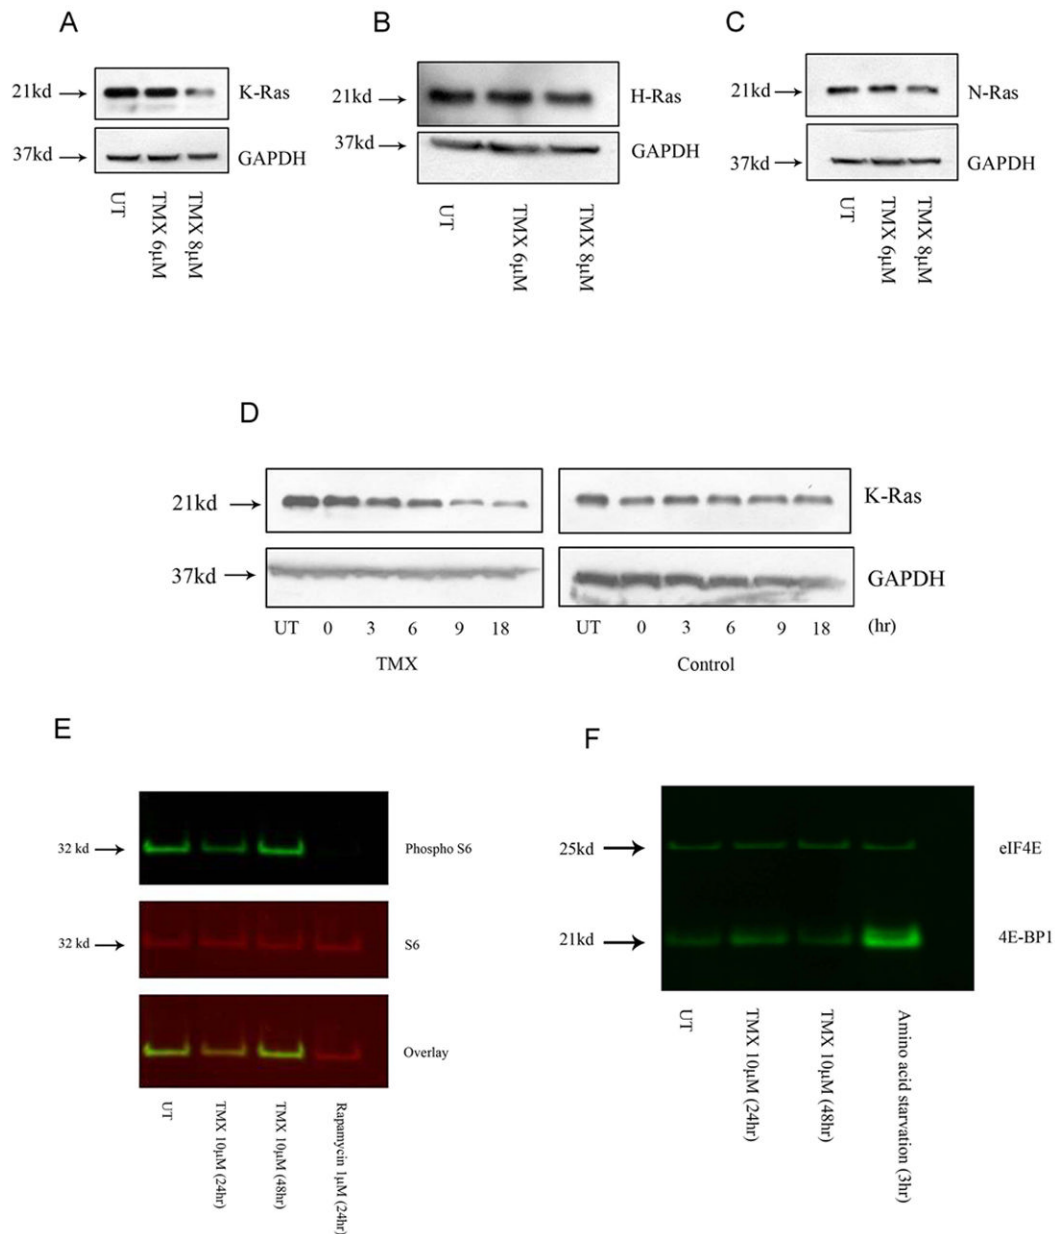 A
21kd
K-Ras
37kd
GAPDH
UT
TMX 6µM
TMX 8µM
B
21kd
H-Ras
37kd
GAPDH
UT
TMX 6µM
TMX 8µM
C
21kd
N-Ras
37kd
GAPDH
UT
TMX 6µM
TMX 8µM
D
21kd
K-Ras
37kd
GAPDH
UT 0 3 6 9 18
UT 0 3 6 9 18 (hr)
TMX
Control
E
32 kd
Phospho S6
32 kd
S6
Overlay
UT
TMX 10µM (24hr)
TMX 10µM (48hr)
Rapamycin 1µM (24hr)
F
25kd
eIF4E
21kd
4E-BP1
UT
TMX 10µM (24hr)
TMX 10µM (48hr)
Amino acid starvation (3hr)